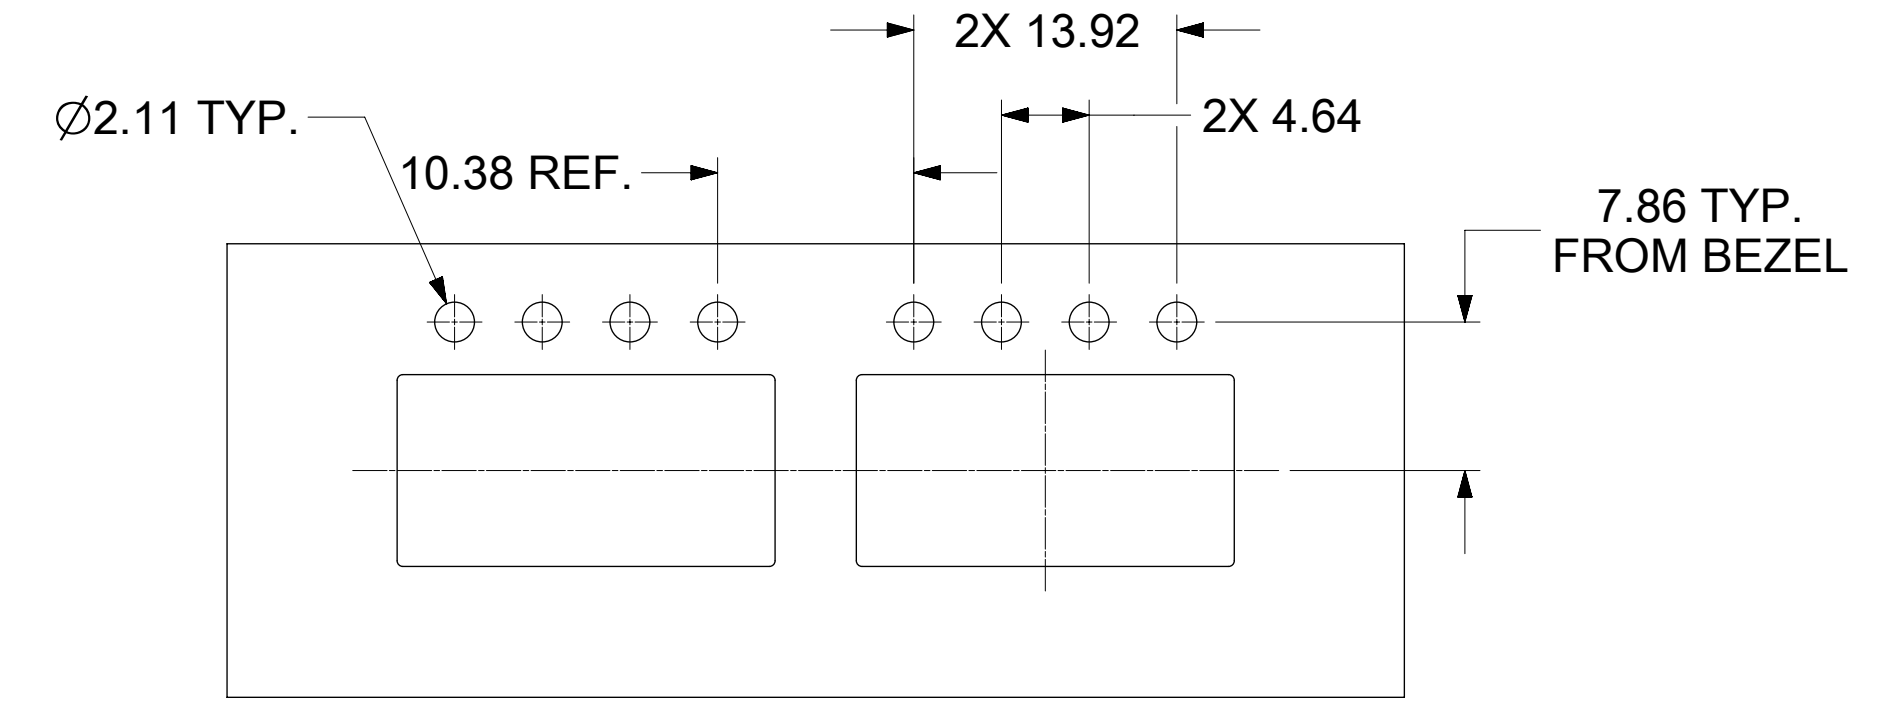 2X 13.92
⌀2.11 TYP.
2X 4.64
10.38 REF.
7.86 TYP.
FROM BEZEL